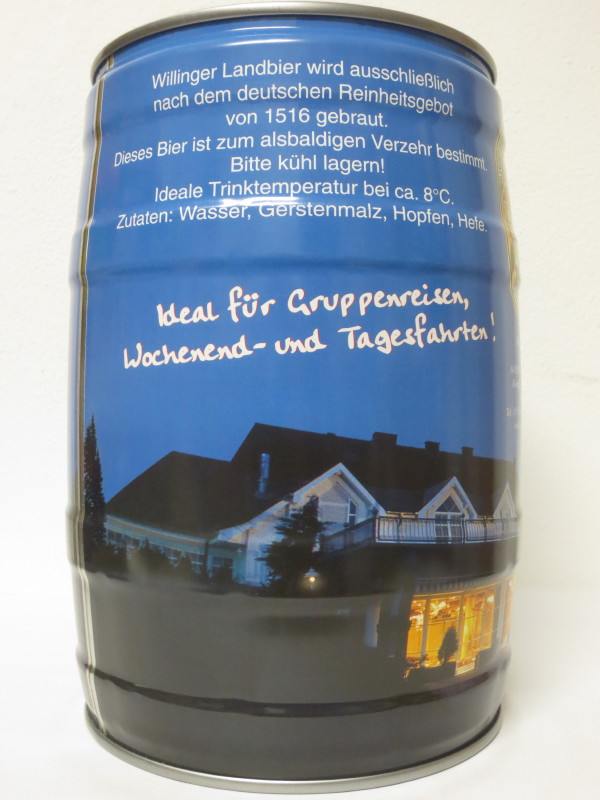 Willinger Landbier wird ausschließlich
nach dem deutschen Reinheitsgebot
von 1516 gebraut.
Dieses Bier ist zum alsbaldigen Verzehr bestimmt.
Bitte kühl lagern!
Ideale Trinktemperatur bei ca. 8°C.
Zutaten: Wasser, Gerstenmalz, Hopfen, Hefe.
Ideal für Gruppenreisen,
Wochenend- und Tagesfahrten!